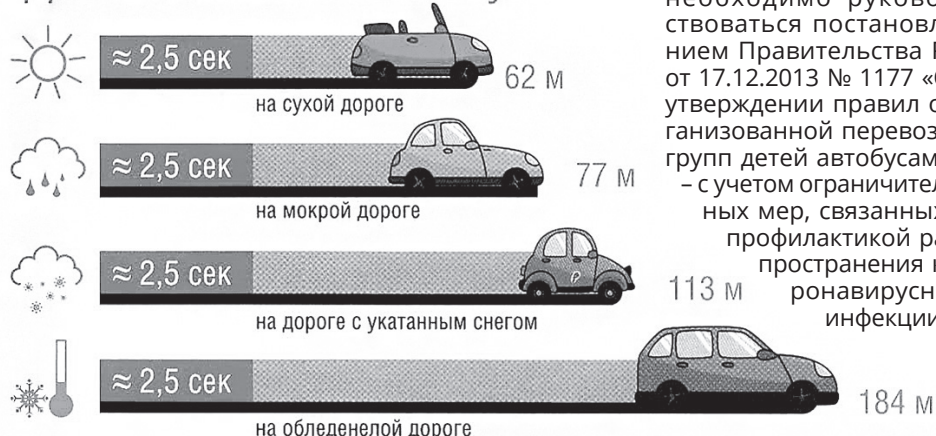 ≈ 2,5 сек
62 м
на сухой дороге
≈ 2,5 сек
77 м
на мокрой дороге
≈ 2,5 сек
113 м
на дороге с укатанным снегом
≈ 2,5 сек
184 м
на обледенелой дороге
ствоваться постановл
нием Правительства
от 17.12.2013 № 1177 «
утверждении правил о
ганизованной перевоз
групп детей автобусам
– с учетом ограничител
ных мер, связанных
профилактикой ра
пространения
ронавирусн
инфекции